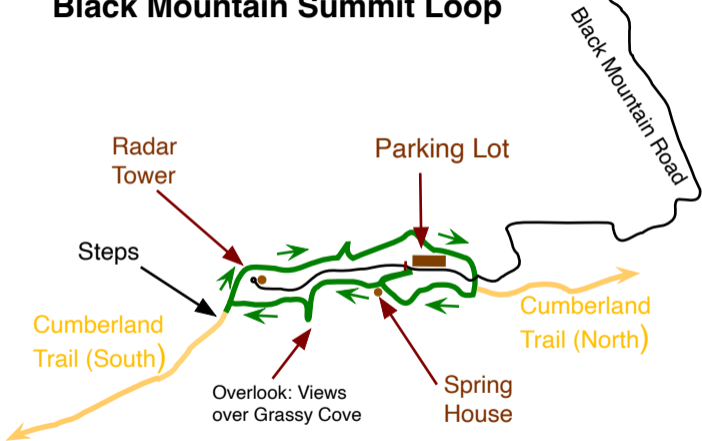 Black Mountain Summit Loop
Black Mountain Road
Radar
Tower
Parking Lot
Steps
Cumberland
Trail (South)
Cumberland
Trail (North)
Overlook: Views
over Grassy Cove
Spring
House